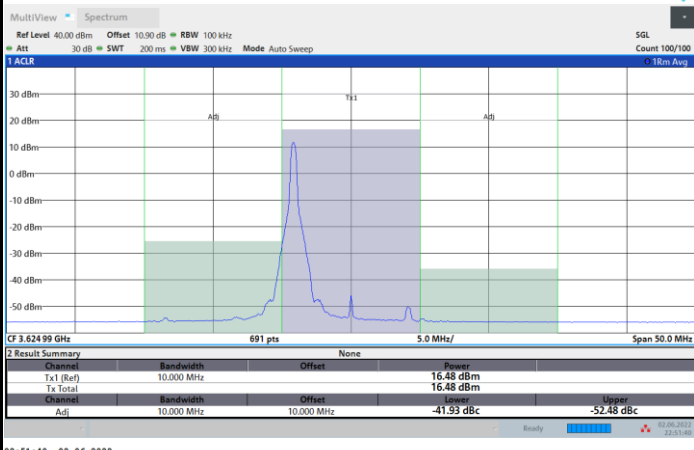 MultiView Spectrum
Ref Level 40.00 dBm Offset 10.90 dB RBW 100 kHz SGL
Att 30 dB SWT 200 ms VBW 300 kHz Mode Auto Sweep Count 100/100
1 ACLR 1Rm Avg
30 dBm
Tx1
20 dBm
Adj Adj
10 dBm
0 dBm
-10 dBm
-20 dBm
-30 dBm
-40 dBm
-50 dBm
CF 3.624 99 GHz 691 pts 5.0 MHz/ Span 50.0 MHz
2 Result Summary None
Channel Bandwidth Offset Power
Tx1 (Ref) 10.000 MHz 16.48 dBm
Tx Total 16.48 dBm
Channel Bandwidth Offset Lower Upper
Adj 10.000 MHz 10.000 MHz -41.93 dBc -52.48 dBc
Ready 02.06.2022
22:51:40